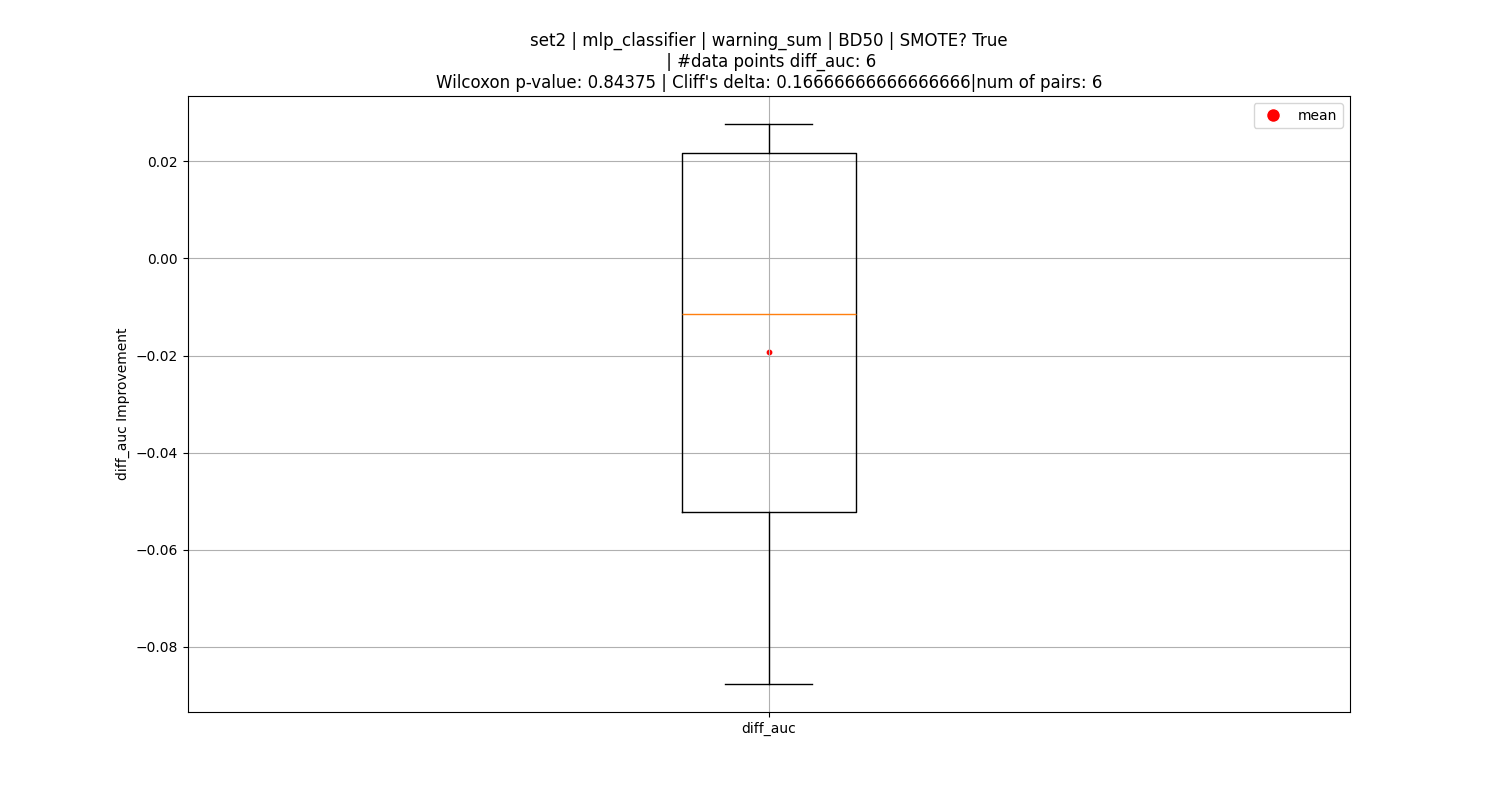 set2 | mlp_classifier | warning_sum | BD50 | SMOTE? True
| #data points diff_auc: 6
Wilcoxon p-value: 0.84375 | Cliff's delta: 0.16666666666666666|num of pairs: 6
mean
0.02
0.00
−0.02
−0.04
−0.06
−0.08
diff_auc Improvement
diff_auc